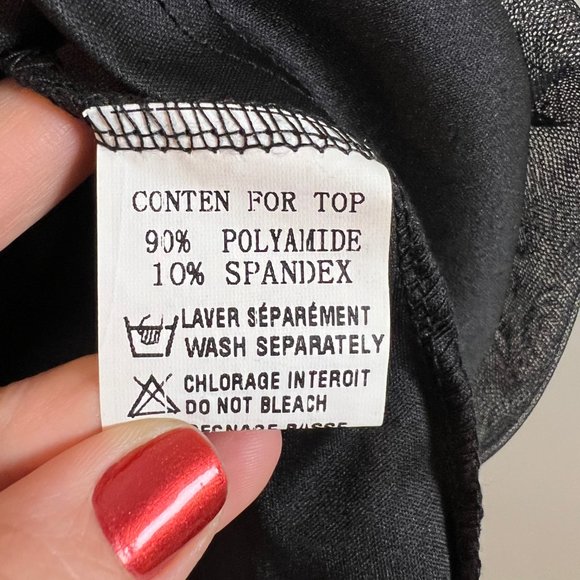 CONTEN FOR TOP
90% POLYAMIDE
10% SPANDEX
LAVER SÉPARÉMENT
WASH SEPARATELY
CHLORAGE INTEROIT
DO NOT BLEACH